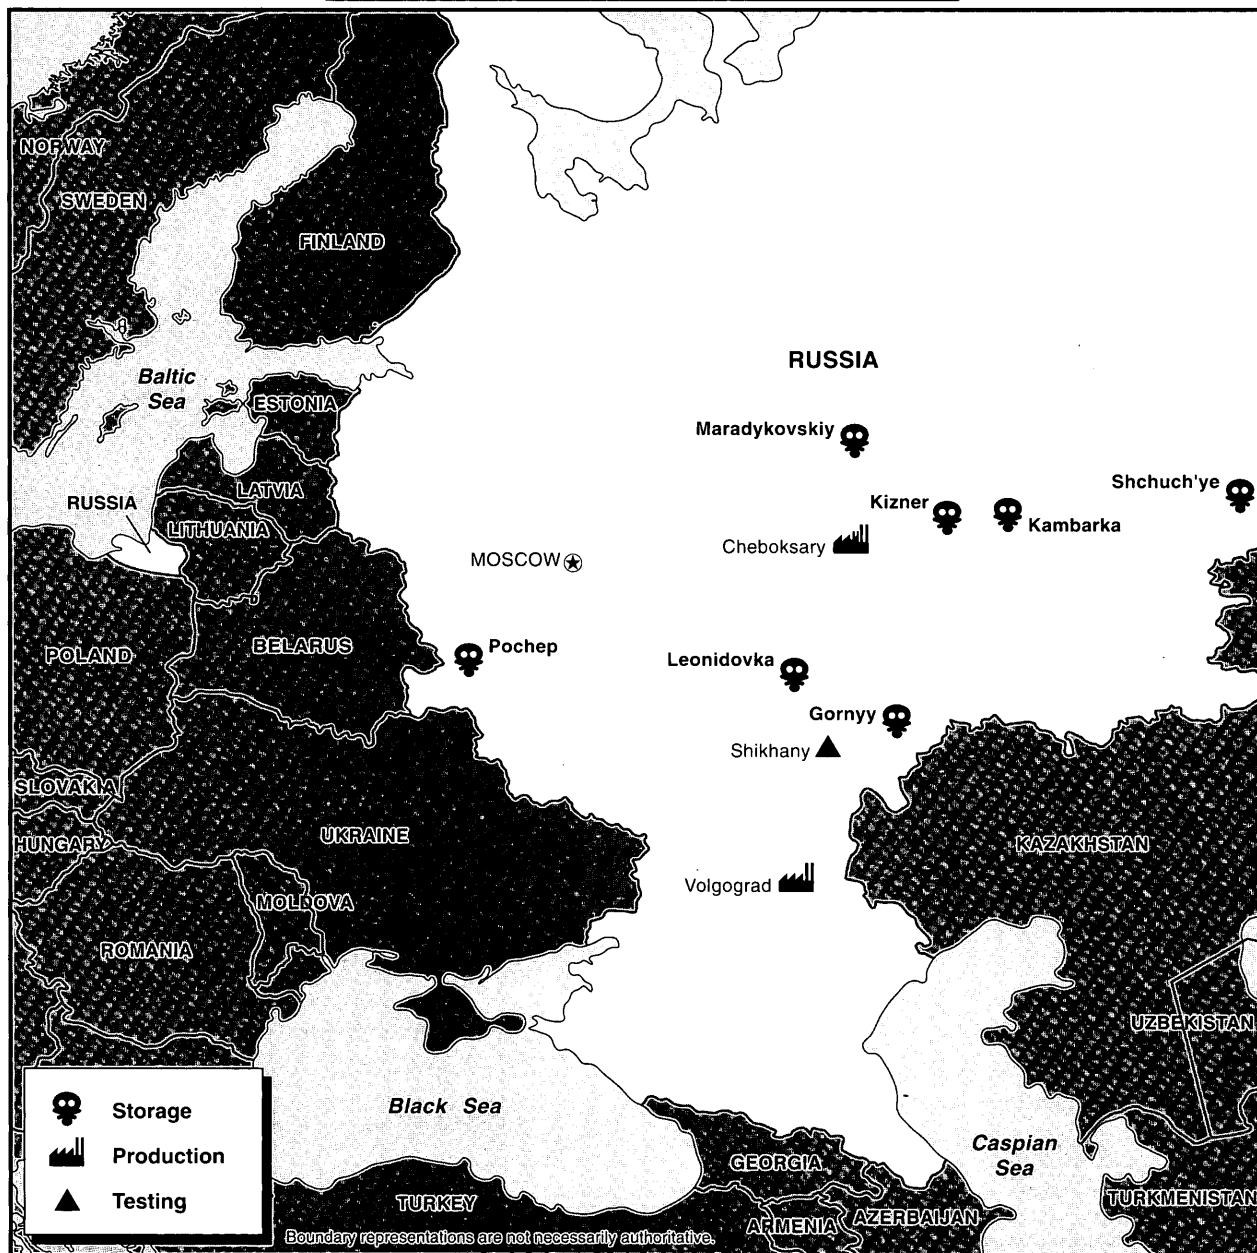 NORWAY
SWEDEN
FINLAND
RUSSIA
Baltic
Sea
ESTONIA
Maradykovskiy
Shchuch'ye
LATVIA
RUSSIA
Kizner
Kambarka
LITHUANIA
Cheboksary
MOSCOW
BELARUS
Pochep
POLAND
Leonidovka
Gornyy
Shikhany
SLOVAKIA
UKRAINE
HUNGARY
KAZAKHSTAN
Volgograd
MOLDOVA
ROMANIA
UZBEKISTAN
Black Sea
Caspian
Sea
GEORGIA
TURKEY
TURKMENISTAN
ARMENIA
AZERBAIJAN
Storage
Production
Testing
Boundary representations are not necessarily authoritative.